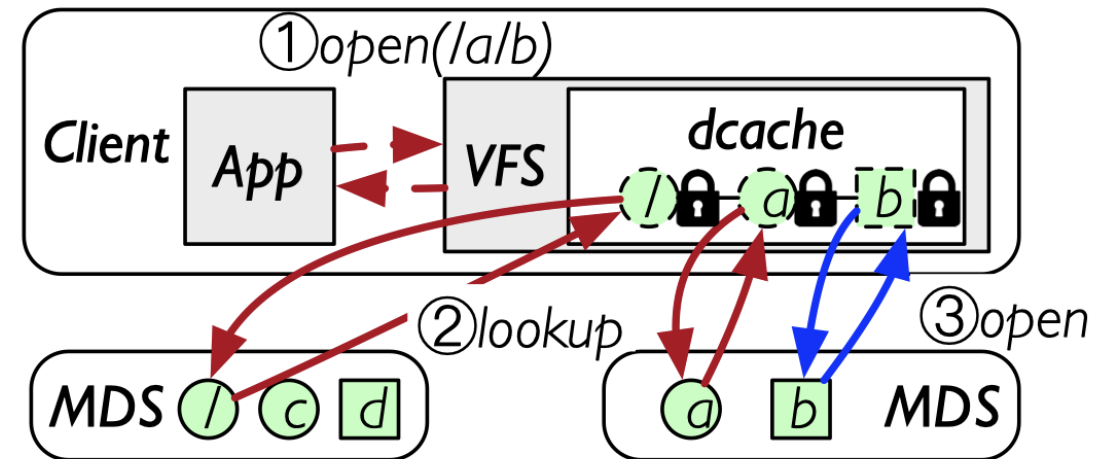 ①open(/a/b)
Client
App
VFS
dcache
/ a b
②lookup
③open
MDS / c d
a b MDS